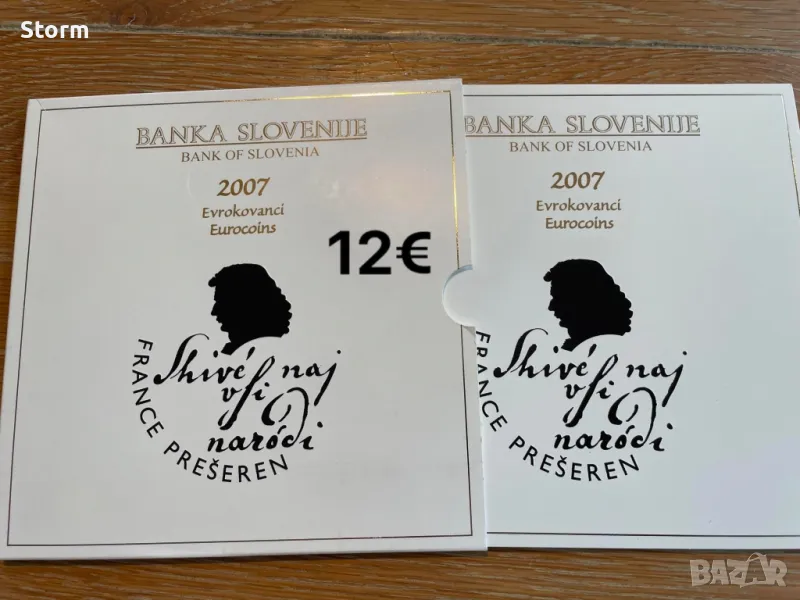 Storm
BANKA SLOVENIJE
BANK OF SLOVENIA
2007
Evrokovanci
Eurocoins
12€
Shivé naj
vsi
naródi
FRANCE PREŠEREN
BANKA SLOVENIJE
BANK OF SLOVENIA
2007
Evrokovanci
Eurocoins
Shivé naj
vsi
naródi
FRANCE PREŠEREN
BAZAR